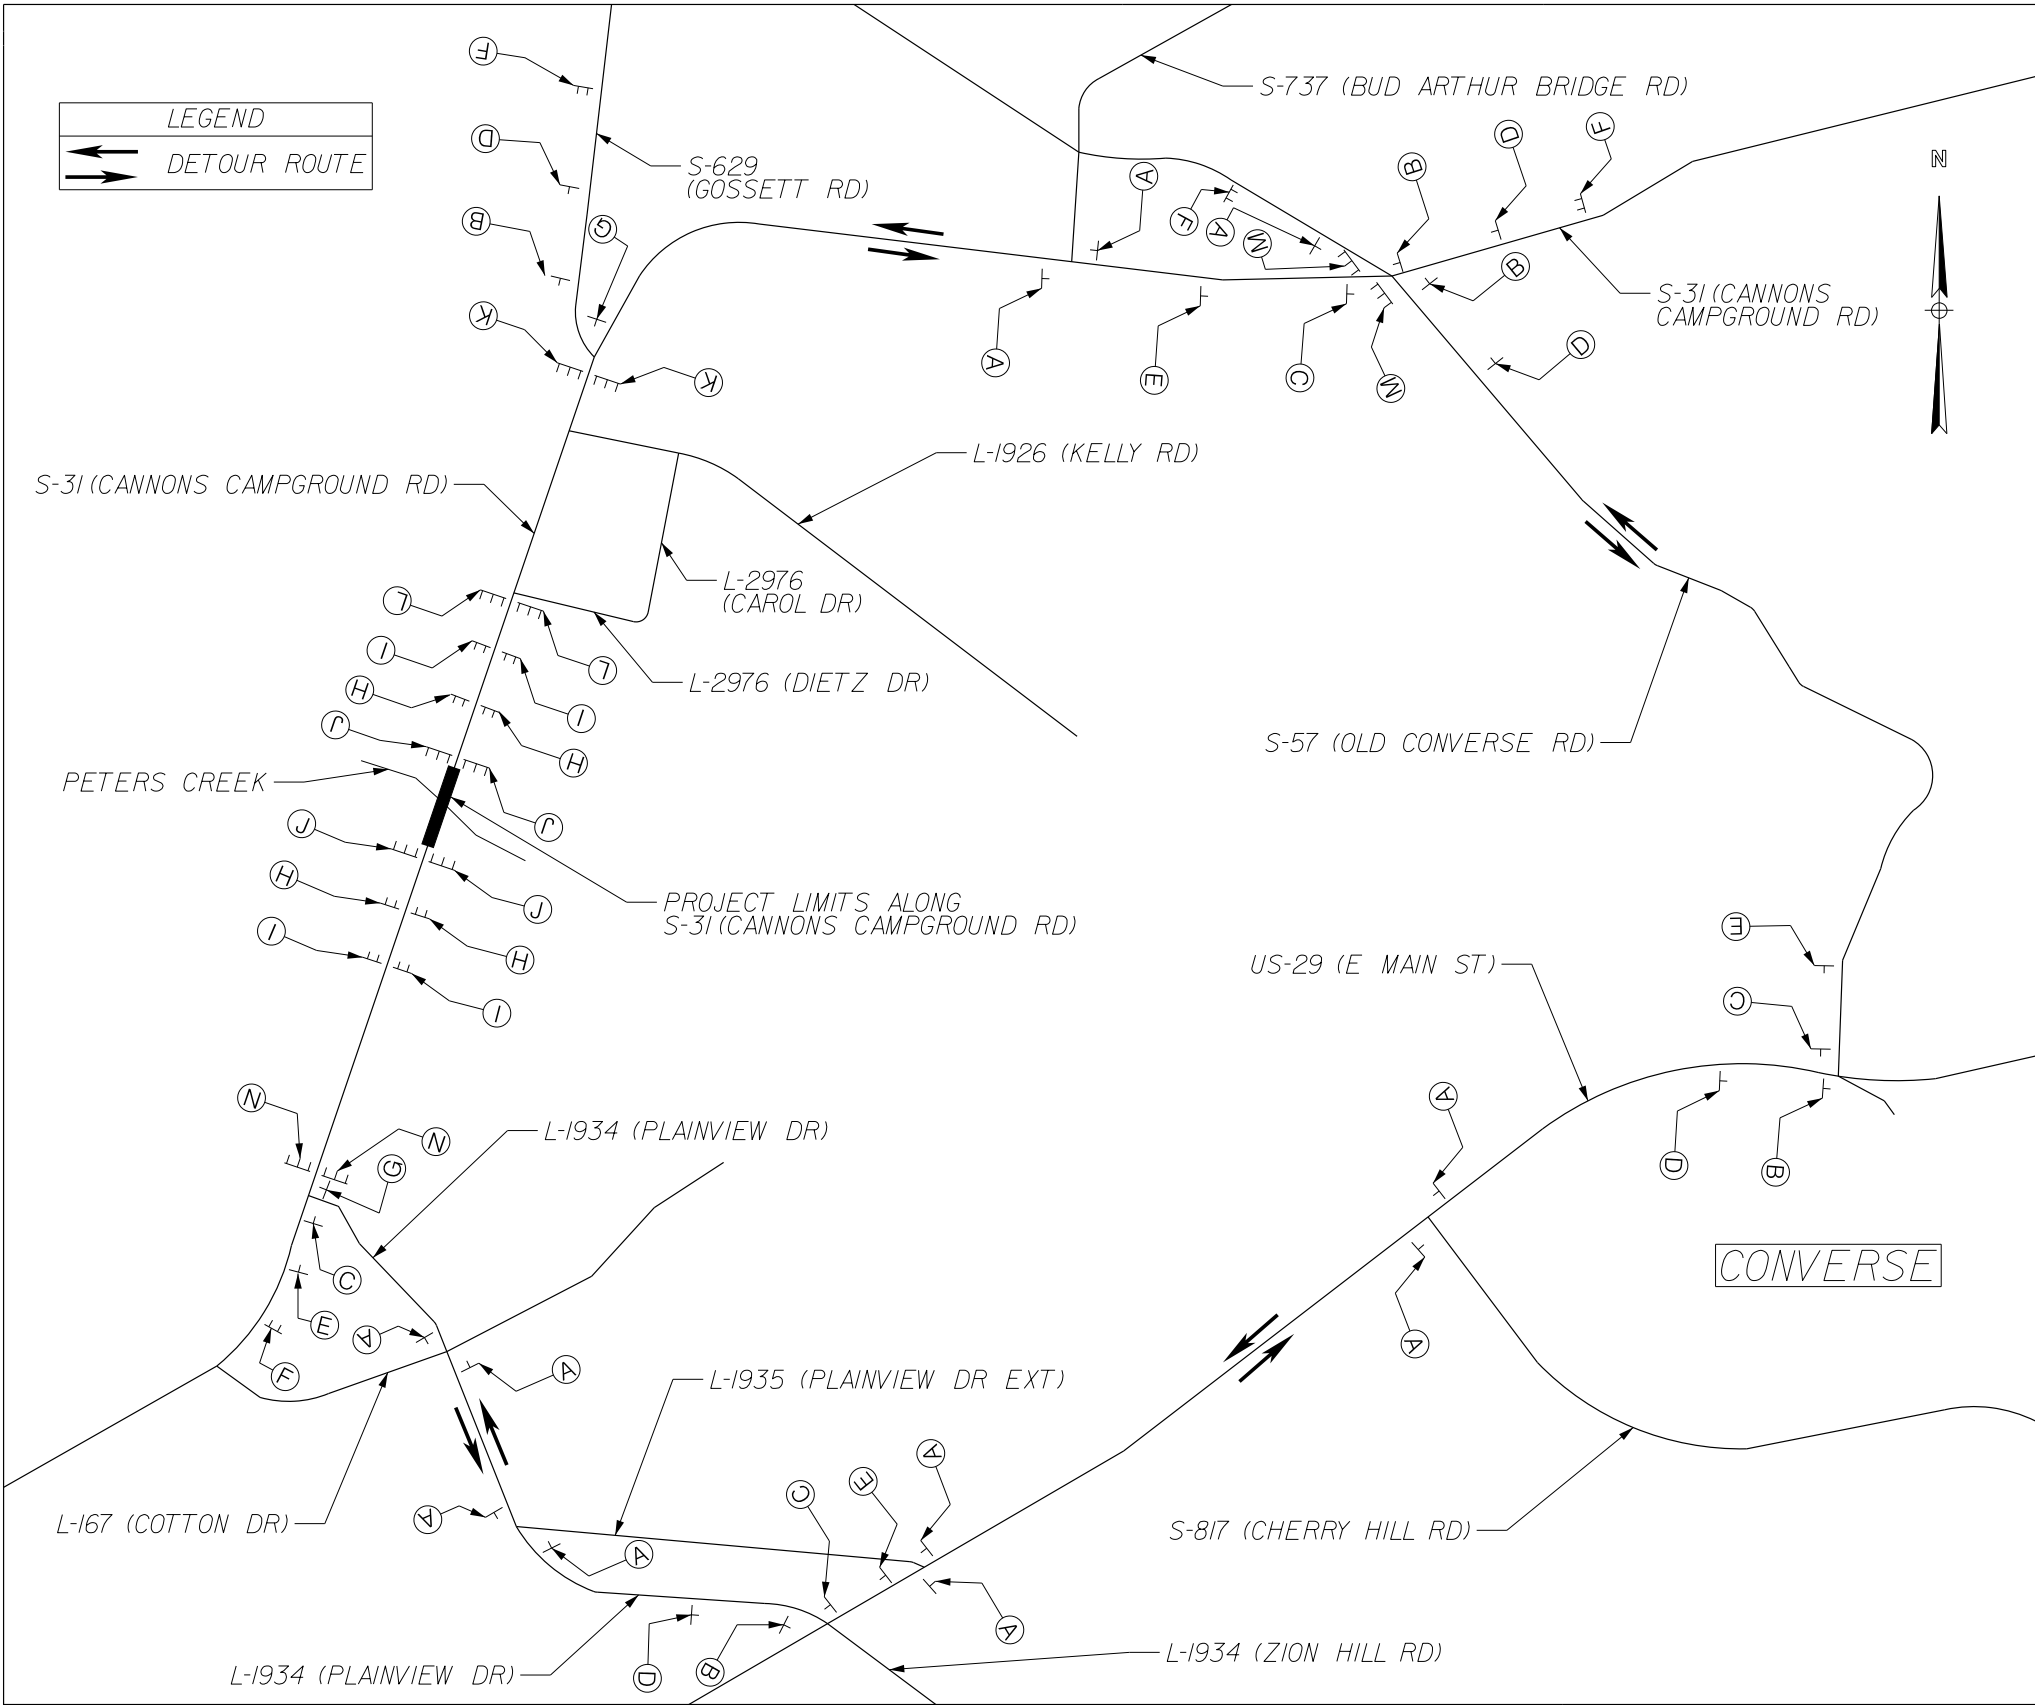 LEGEND
DETOUR ROUTE
F
D
B
G
K
K
S-629
(GOSSETT RD)
S-737 (BUD ARTHUR BRIDGE RD)
A
F
A
M
B
D
F
B
D
N
S-31 (CANNONS
CAMPGROUND RD)
A
E
C
M
L-1926 (KELLY RD)
S-31 (CANNONS CAMPGROUND RD)
L-2976
(CAROL DR)
L
L
I
I
L-2976 (DIETZ DR)
H
H
J
J
S-57 (OLD CONVERSE RD)
PETERS CREEK
J
J
H
H
I
I
PROJECT LIMITS ALONG
S-31 (CANNONS CAMPGROUND RD)
E
US-29 (E MAIN ST)
C
N
N
G
L-1934 (PLAINVIEW DR)
A
D
B
C
E
A
F
A
A
CONVERSE
L-1935 (PLAINVIEW DR EXT)
L-167 (COTTON DR)
A
A
C
E
A
S-817 (CHERRY HILL RD)
A
D
B
L-1934 (PLAINVIEW DR)
L-1934 (ZION HILL RD)